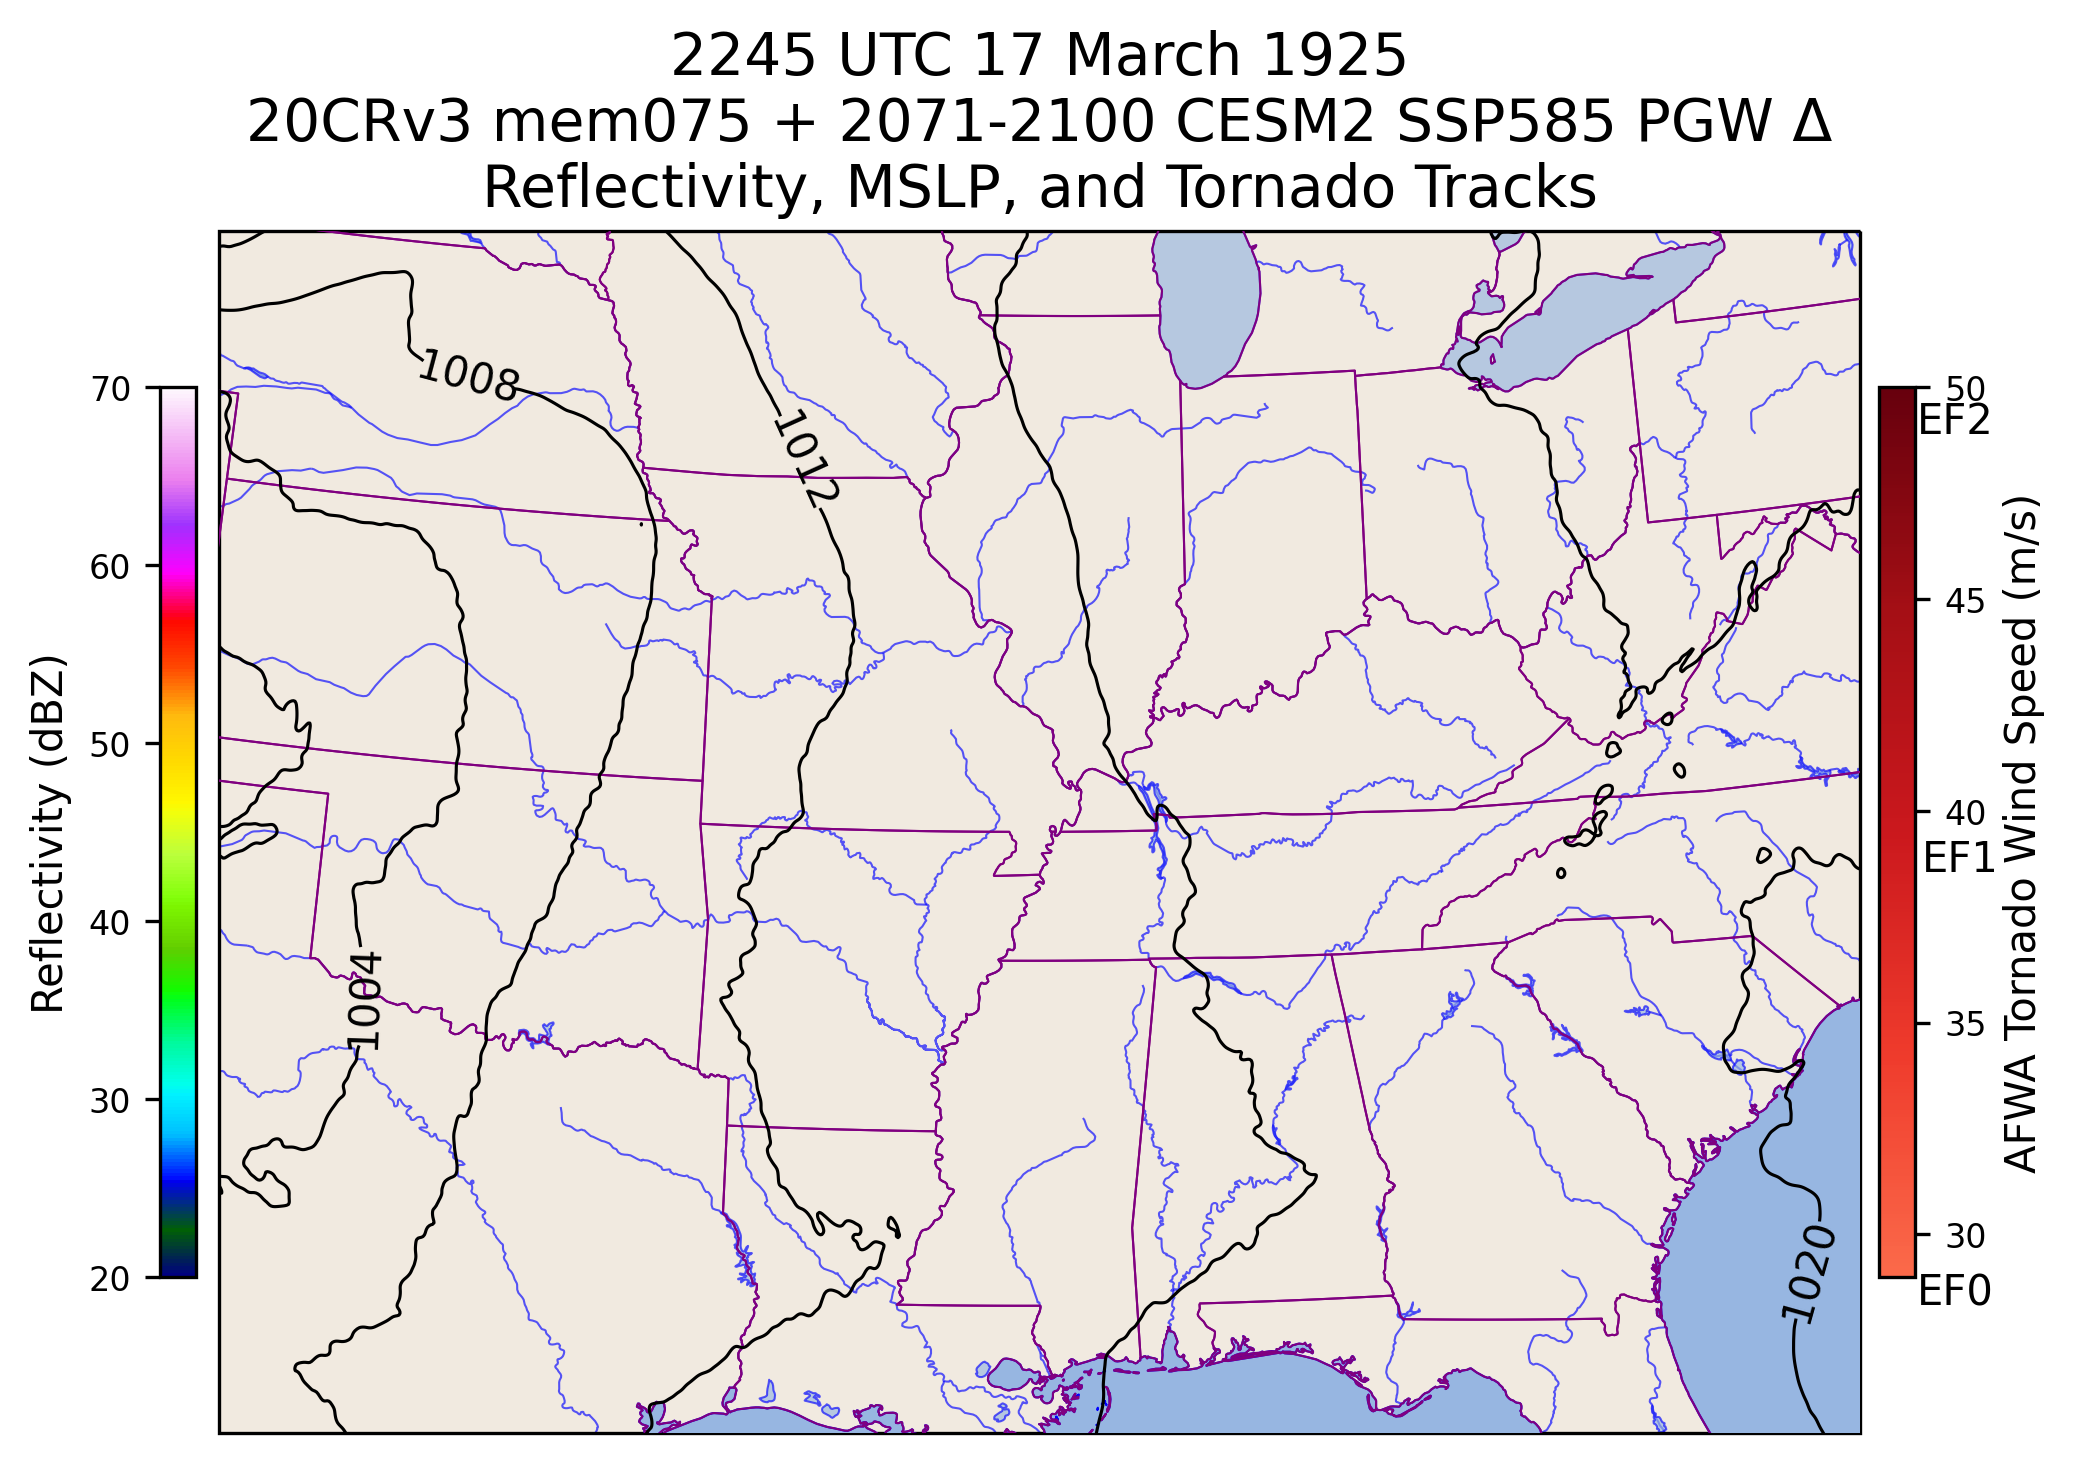 2245 UTC 17 March 1925
20CRv3 mem075 + 2071-2100 CESM2 SSP585 PGW Δ
Reflectivity, MSLP, and Tornado Tracks
70
60
50
40
30
20
Reflectivity (dBZ)
1008
1012
1004
1020
50
EF2
45
40
EF1
35
30
EF0
AFWA Tornado Wind Speed (m/s)